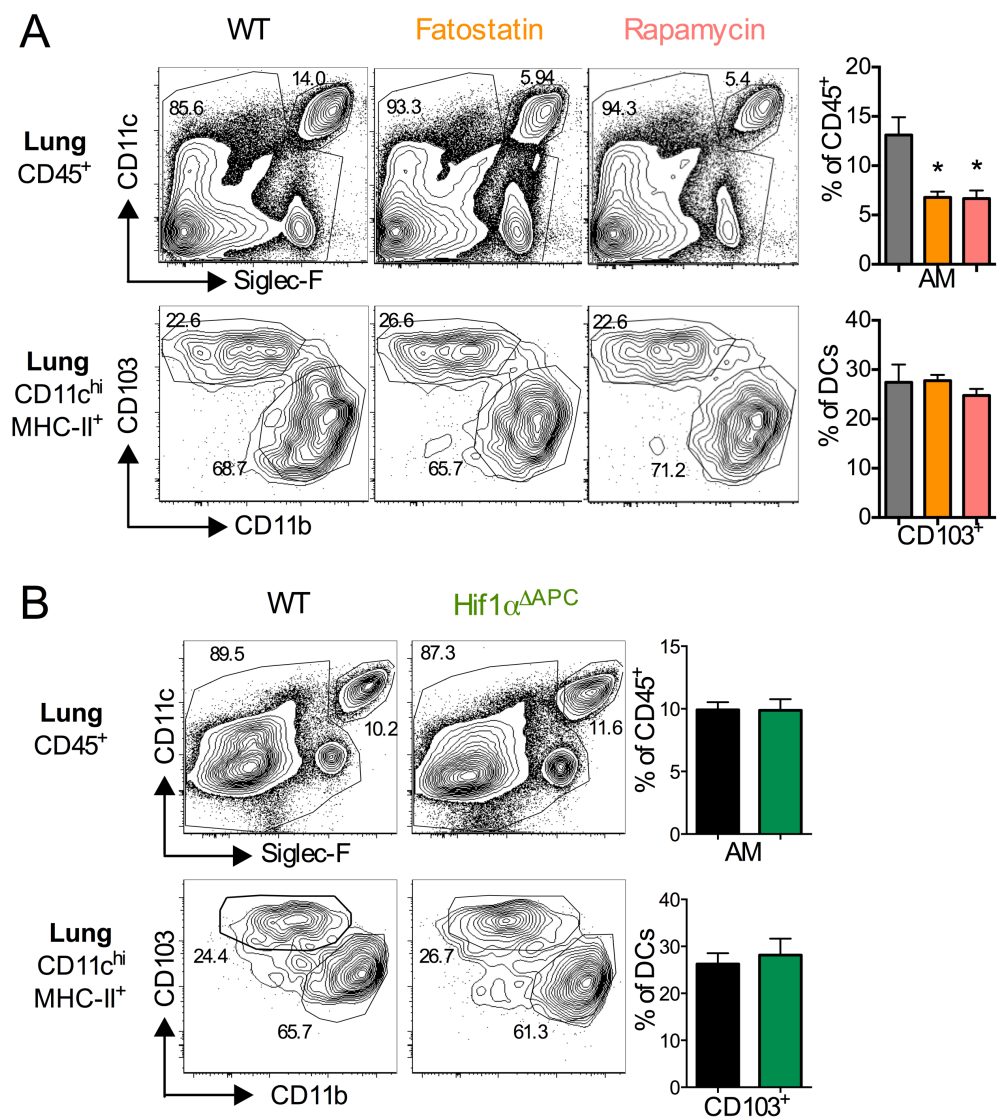 A
WT
Fatostatin
Rapamycin
Lung
CD45⁺
CD11c
Siglec-F
85.6
14.0
93.3
5.94
94.3
5.4
% of CD45⁺
20
15
10
5
0
*
*
AM
Lung
CD11cʰⁱ
MHC-II⁺
CD103
CD11b
22.6
68.7
26.6
65.7
22.6
71.2
% of DCs
40
30
20
10
0
CD103⁺
B
WT
Hif1α^ΔAPC
Lung
CD45⁺
CD11c
Siglec-F
89.5
10.2
87.3
11.6
% of CD45⁺
15
10
5
0
AM
Lung
CD11cʰⁱ
MHC-II⁺
CD103
CD11b
24.4
65.7
26.7
61.3
% of DCs
40
30
20
10
0
CD103⁺